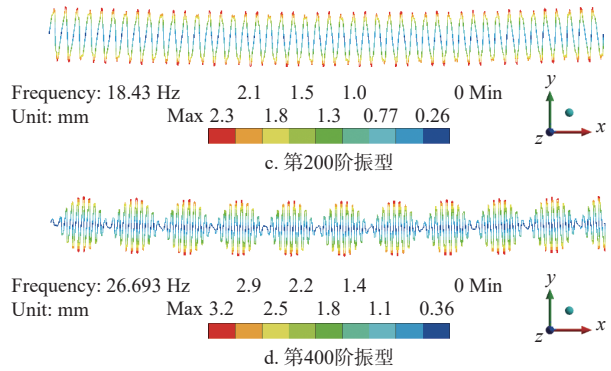 Frequency: 18.43 Hz 2.1 1.5 1.0 0 Min
Unit: mm Max 2.3 1.8 1.3 0.77 0.26
y
z x
c. 第200阶振型
Frequency: 26.693 Hz 2.9 2.2 1.4 0 Min
Unit: mm Max 3.2 2.5 1.8 1.1 0.36
y
z x
d. 第400阶振型